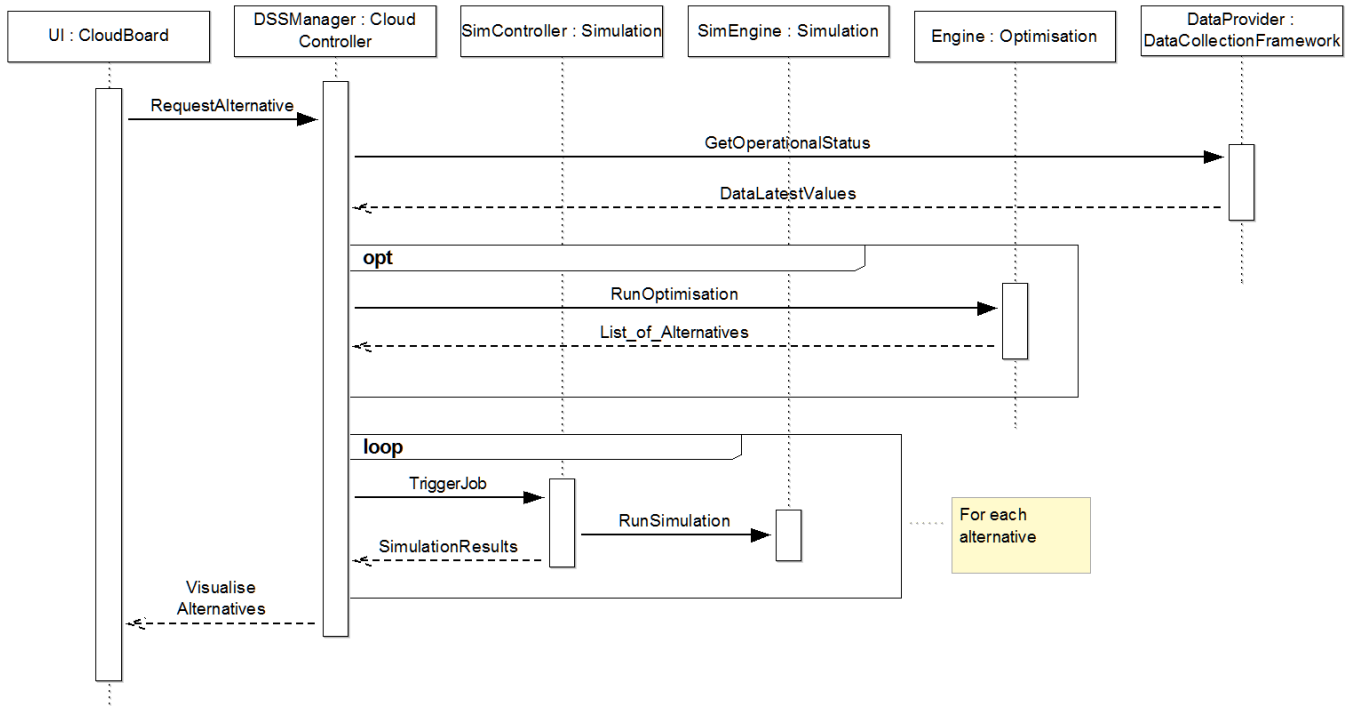 UI : CloudBoard
DSSManager : Cloud
Controller
SimController : Simulation
SimEngine : Simulation
Engine : Optimisation
DataProvider :
DataCollectionFramework
RequestAlternative
GetOperationalStatus
DataLatestValues
opt
RunOptimisation
List_of_Alternatives
loop
TriggerJob
RunSimulation
SimulationResults
For each
alternative
Visualise
Alternatives